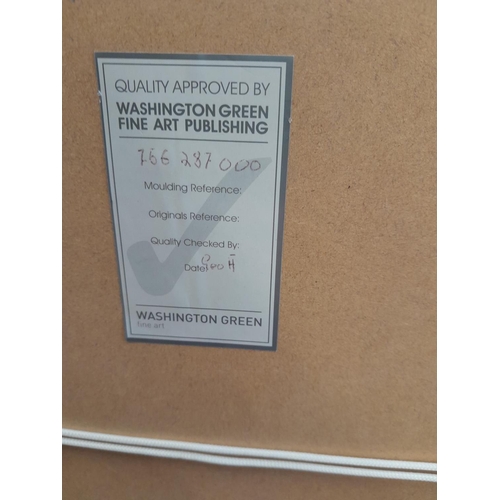 QUALITY APPROVED BY
WASHINGTON GREEN
FINE ART PUBLISHING
766 287 000
Moulding Reference:
Originals Reference:
Quality Checked By:
Date:
WASHINGTON GREEN
fine art